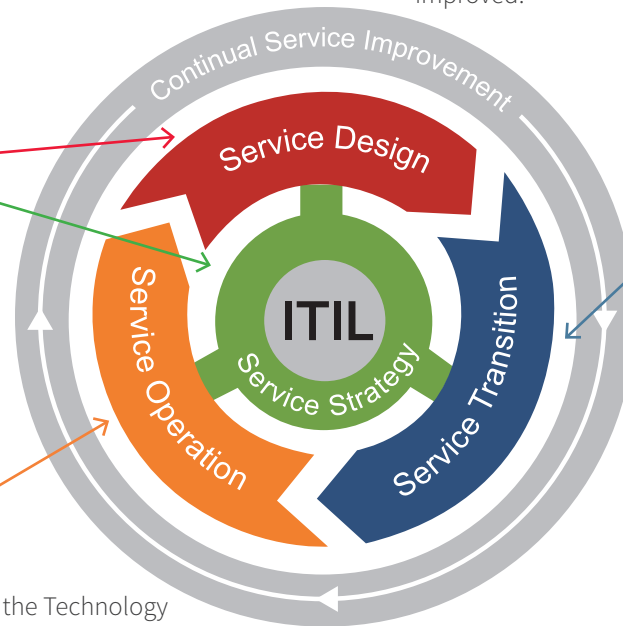 improved.
Continual Service Improvement
Service Design
ITIL
Service Strategy
Service Operation
Service Transition
the Technology